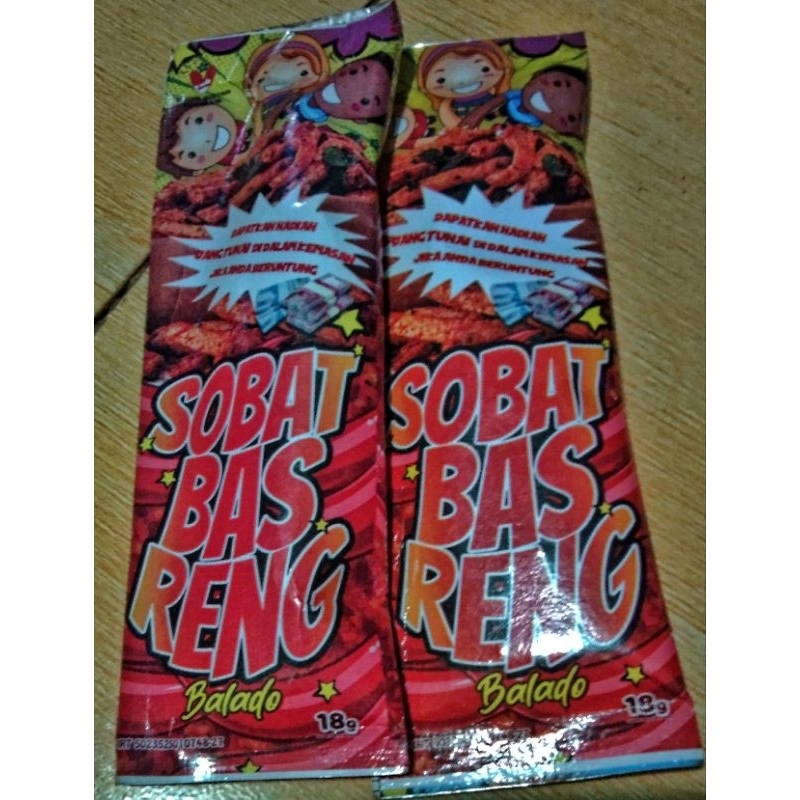 DAPATKAN HADIAH
UANG TUNAI DI DALAM KEMASAN
JIKA ANDA BERUNTUNG
SOBAT
BAS
RENG
Balado
18g
DAPATKAN HADIAH
UANG TUNAI DI DALAM KEMASAN
JIKA ANDA BERUNTUNG
SOBAT
BAS
RENG
Balado
18g